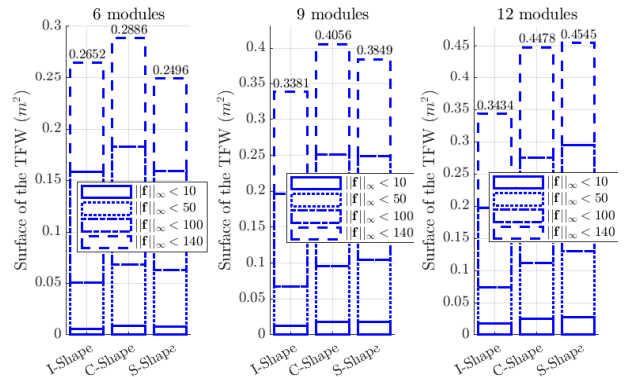 6 modules
Surface of the TFW (m²)
0.3
0.25
0.2
0.15
0.1
0.05
0
0.2652
0.2886
0.2496
||f||∞ < 10
||f||∞ < 50
||f||∞ < 100
||f||∞ < 140
I-Shape
C-Shape
S-Shape
9 modules
Surface of the TFW (m²)
0.4
0.35
0.3
0.25
0.2
0.15
0.1
0.05
0
0.3381
0.4056
0.3849
||f||∞ < 10
||f||∞ < 50
||f||∞ < 100
||f||∞ < 140
I-Shape
C-Shape
S-Shape
12 modules
Surface of the TFW (m²)
0.45
0.4
0.35
0.3
0.25
0.2
0.15
0.1
0.05
0
0.3434
0.4478
0.4545
||f||∞ < 10
||f||∞ < 50
||f||∞ < 100
||f||∞ < 140
I-Shape
C-Shape
S-Shape